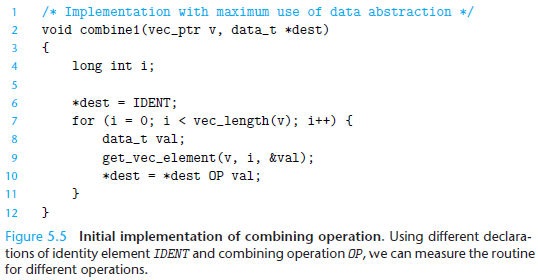 1 /* Implementation with maximum use of data abstraction */
2 void combine1(vec_ptr v, data_t *dest)
3 {
4 long int i;
5
6 *dest = IDENT;
7 for (i = 0; i < vec_length(v); i++) {
8 data_t val;
9 get_vec_element(v, i, &val);
10 *dest = *dest OP val;
11 }
12 }
Figure 5.5 Initial implementation of combining operation. Using different declara-
tions of identity element IDENT and combining operation OP, we can measure the routine
for different operations.